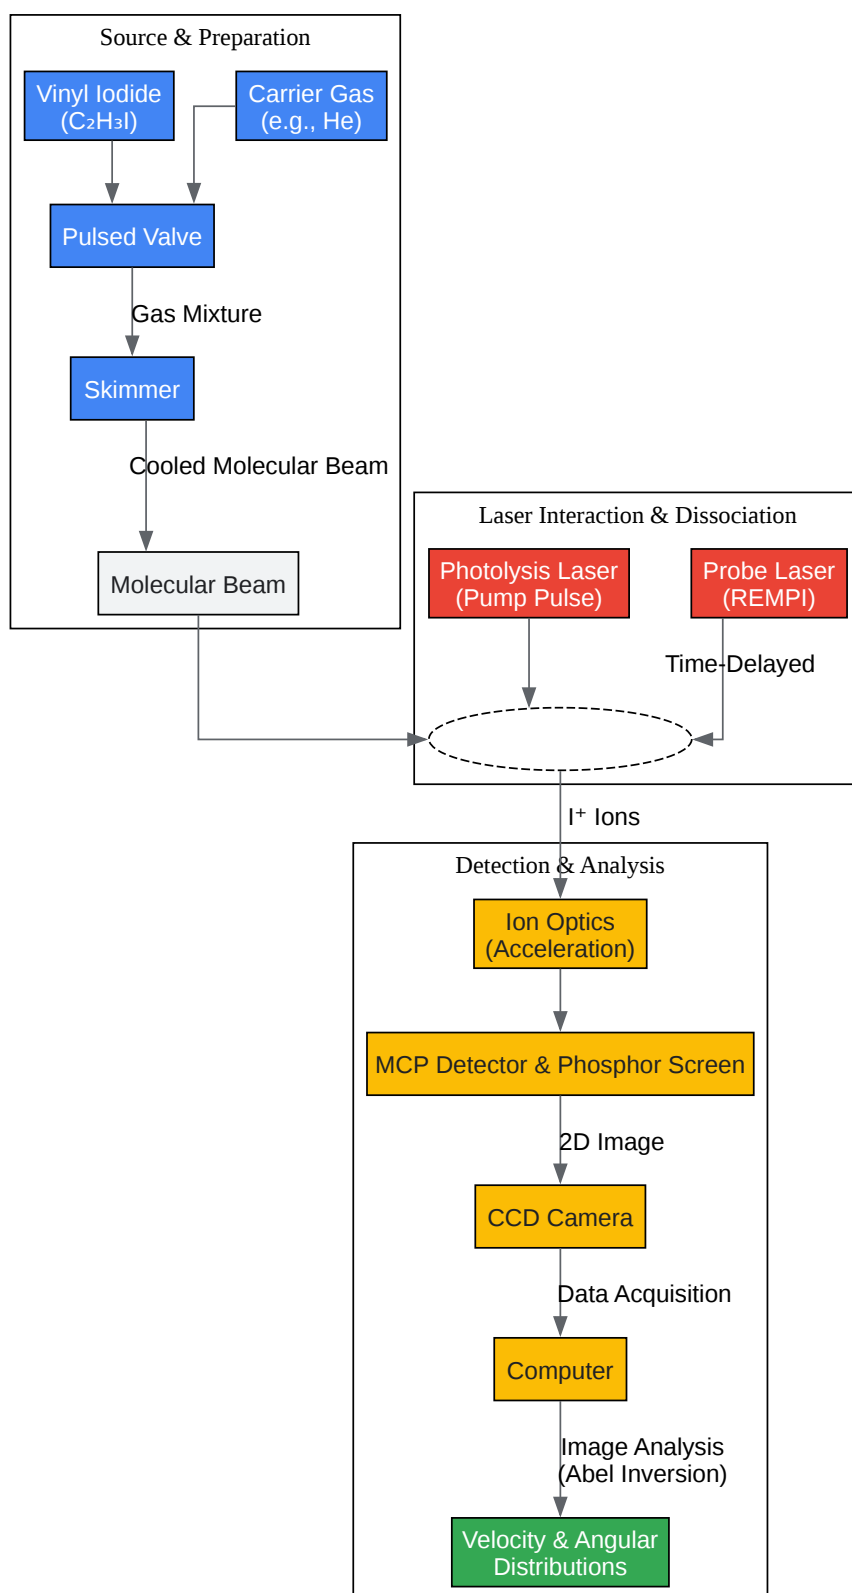 Source & Preparation
Vinyl Iodide
(C₂H₃I)
Carrier Gas
(e.g., He)
Pulsed Valve
Gas Mixture
Skimmer
Cooled Molecular Beam
Molecular Beam
Laser Interaction & Dissociation
Photolysis Laser
(Pump Pulse)
Probe Laser
(REMPI)
Time-Delayed
I⁺ Ions
Detection & Analysis
Ion Optics
(Acceleration)
MCP Detector & Phosphor Screen
2D Image
CCD Camera
Data Acquisition
Computer
Image Analysis
(Abel Inversion)
Velocity & Angular
Distributions